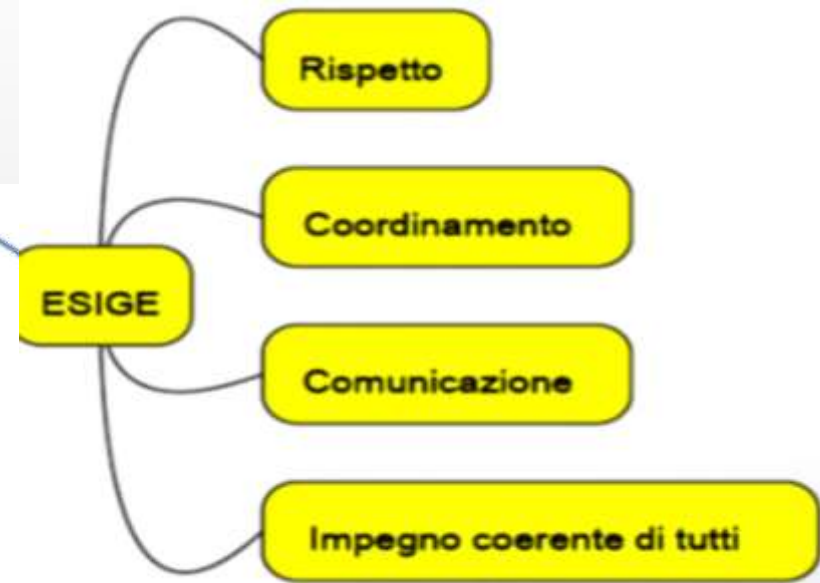 Rispetto
Coordinamento
ESIGE
Comunicazione
Impegno coerente di tutti